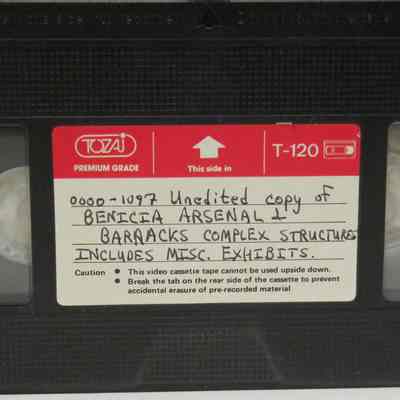 TOZAJ
PREMIUM GRADE
This side in
T-120
0000-1097 Unedited copy of
BENICIA ARSENAL &
BARRACKS COMPLEX STRUCTURES
INCLUDES MISC. EXHIBITS.
Caution • This video cassette tape cannot be used upside down.
• Break the tab on the rear side of the cassette to prevent
accidental erasure of pre-recorded material